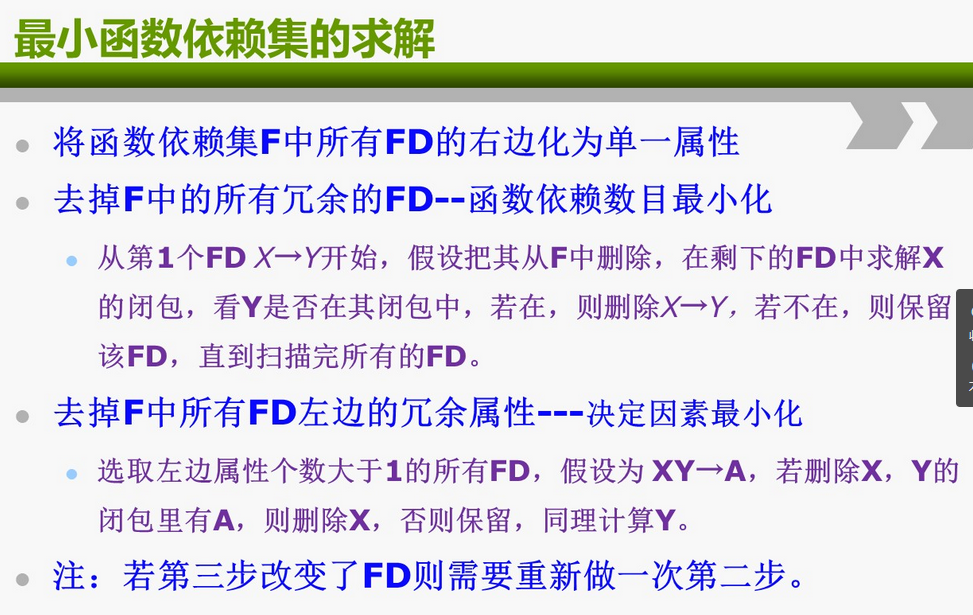 最小函数依赖集的求解
将函数依赖集F中所有FD的右边化为单一属性
去掉F中的所有冗余的FD--函数依赖数目最小化
从第1个FD X→Y开始，假设把其从F中删除，在剩下的FD中求解X
的闭包，看Y是否在其闭包中，若在，则删除X→Y，若不在，则保留
该FD，直到扫描完所有的FD。
去掉F中所有FD左边的冗余属性---决定因素最小化
选取左边属性个数大于1的所有FD，假设为 XY→A，若删除X，Y的
闭包里有A，则删除X，否则保留，同理计算Y。
注：若第三步改变了FD则需要重新做一次第二步。